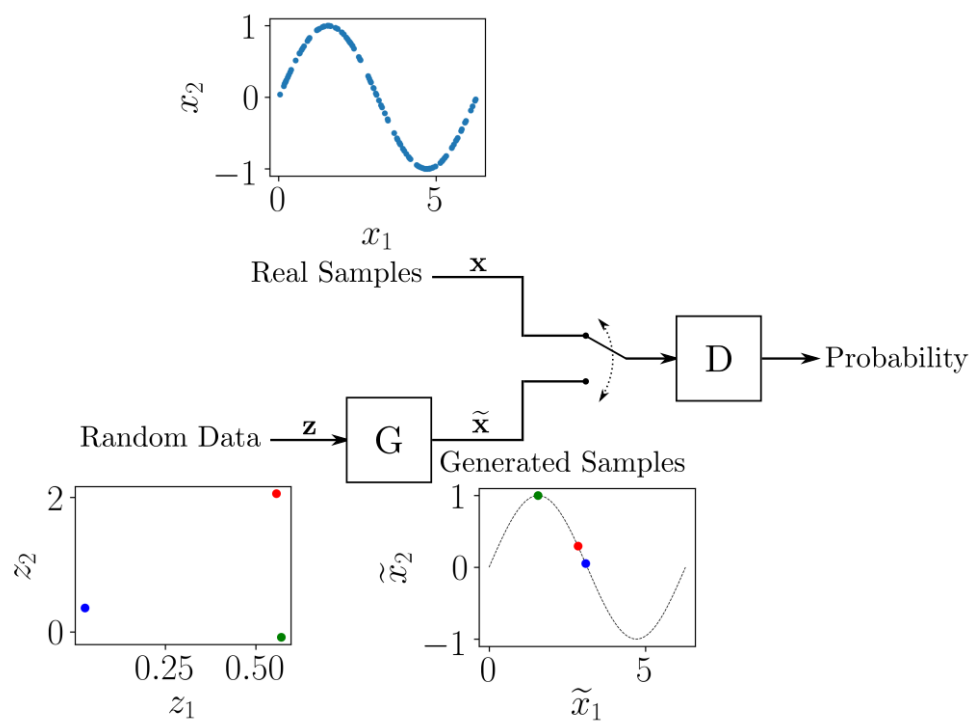 1
x₂
0
−1
0 5
x₁
Real Samples
x
D
Probability
Random Data
z
G
x̃
Generated Samples
2
z₂
0
0.25 0.50
z₁
1
x̃₂
0
−1
0 5
x̃₁